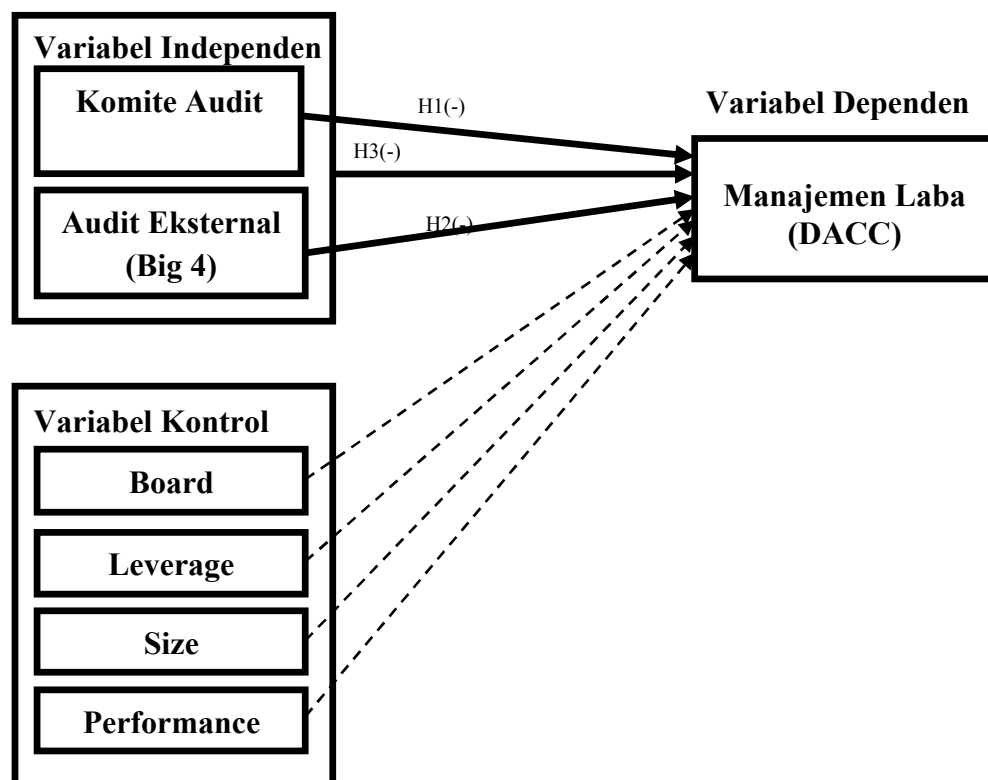 Variabel Independen
Komite Audit
Audit Eksternal
(Big 4)
H1(-)
H3(-)
H2(-)
Variabel Dependen
Manajemen Laba
(DACC)
Variabel Kontrol
Board
Leverage
Size
Performance